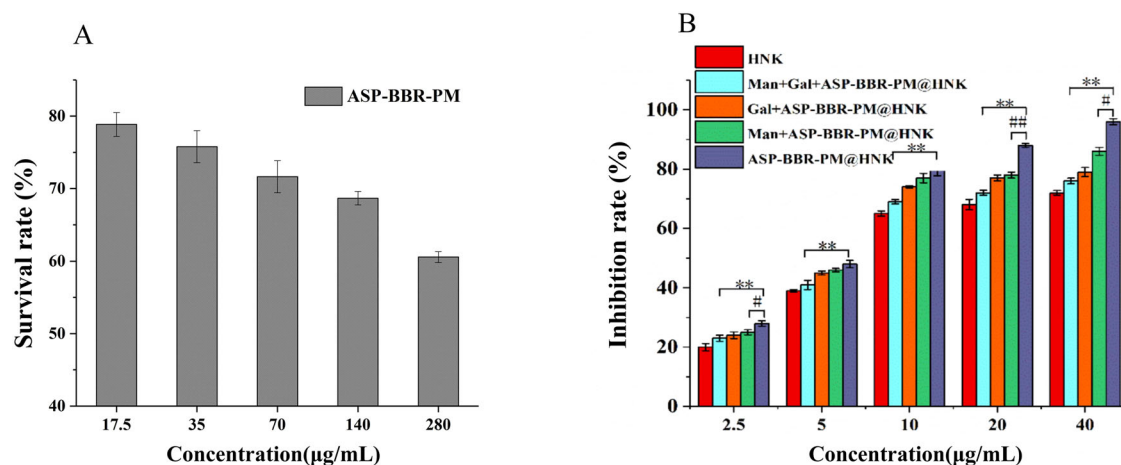 A
ASP-BBR-PM
Survival rate (%)
80
70
60
50
40
17.5 35 70 140 280
Concentration(μg/mL)
B
HNK
Man+Gal+ASP-BBR-PM@HNK
Gal+ASP-BBR-PM@HNK
Man+ASP-BBR-PM@HNK
ASP-BBR-PM@HNK
Inhibition rate (%)
100
80
60
40
20
0
** #
**
**
** ##
** #
2.5 5 10 20 40
Concentration(μg/mL)